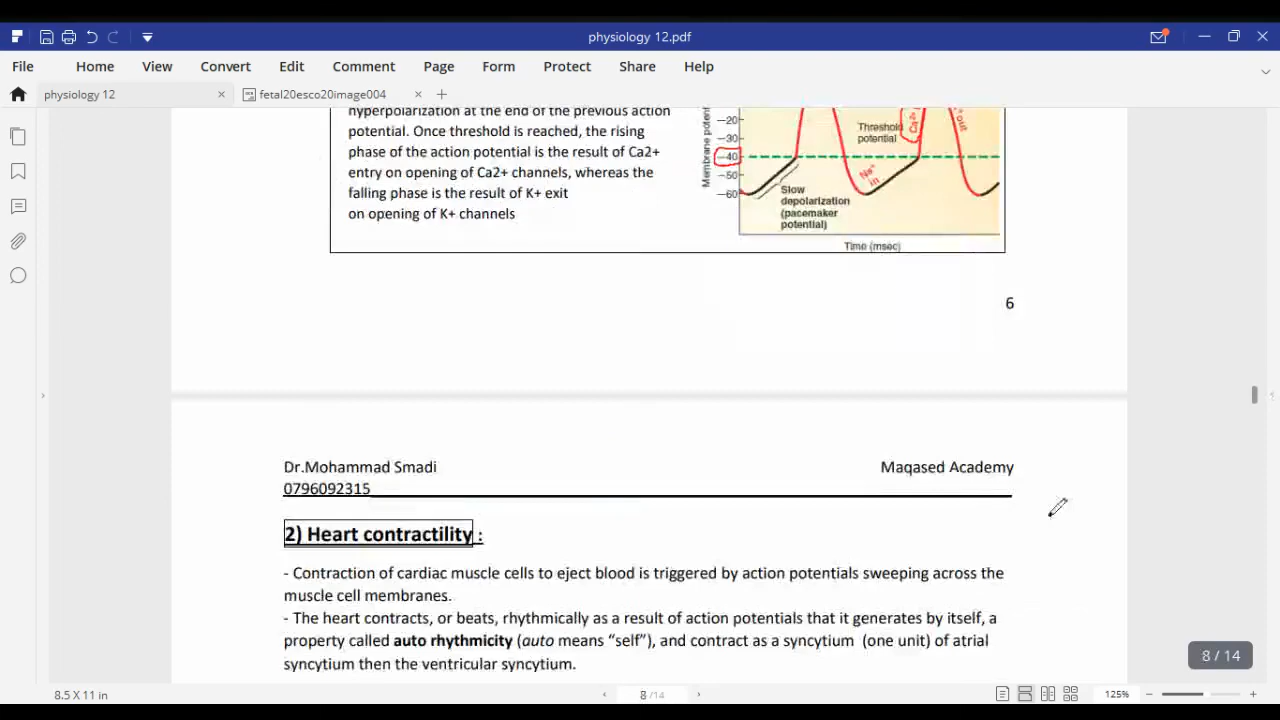 physiology 12.pdf
File Home View Convert Edit Comment Page Form Protect Share Help
physiology 12 × fetal20esco20image004 × +
hyperpolarization at the end of the previous action
potential. Once threshold is reached, the rising
phase of the action potential is the result of Ca2+
entry on opening of Ca2+ channels, whereas the
falling phase is the result of K+ exit
on opening of K+ channels
−20
−30
−40
−50
−60
Threshold
potential
Ca2+
out
Na+
in
Slow
depolarization
(pacemaker
potential)
Time (msec)
6
Dr.Mohammad Smadi Maqased Academy
0796092315
2) Heart contractility :
- Contraction of cardiac muscle cells to eject blood is triggered by action potentials sweeping across the
muscle cell membranes.
- The heart contracts, or beats, rhythmically as a result of action potentials that it generates by itself, a
property called auto rhythmicity (auto means “self”), and contract as a syncytium (one unit) of atrial
syncytium then the ventricular syncytium.
8 / 14
8.5 X 11 in 8 /14 125%